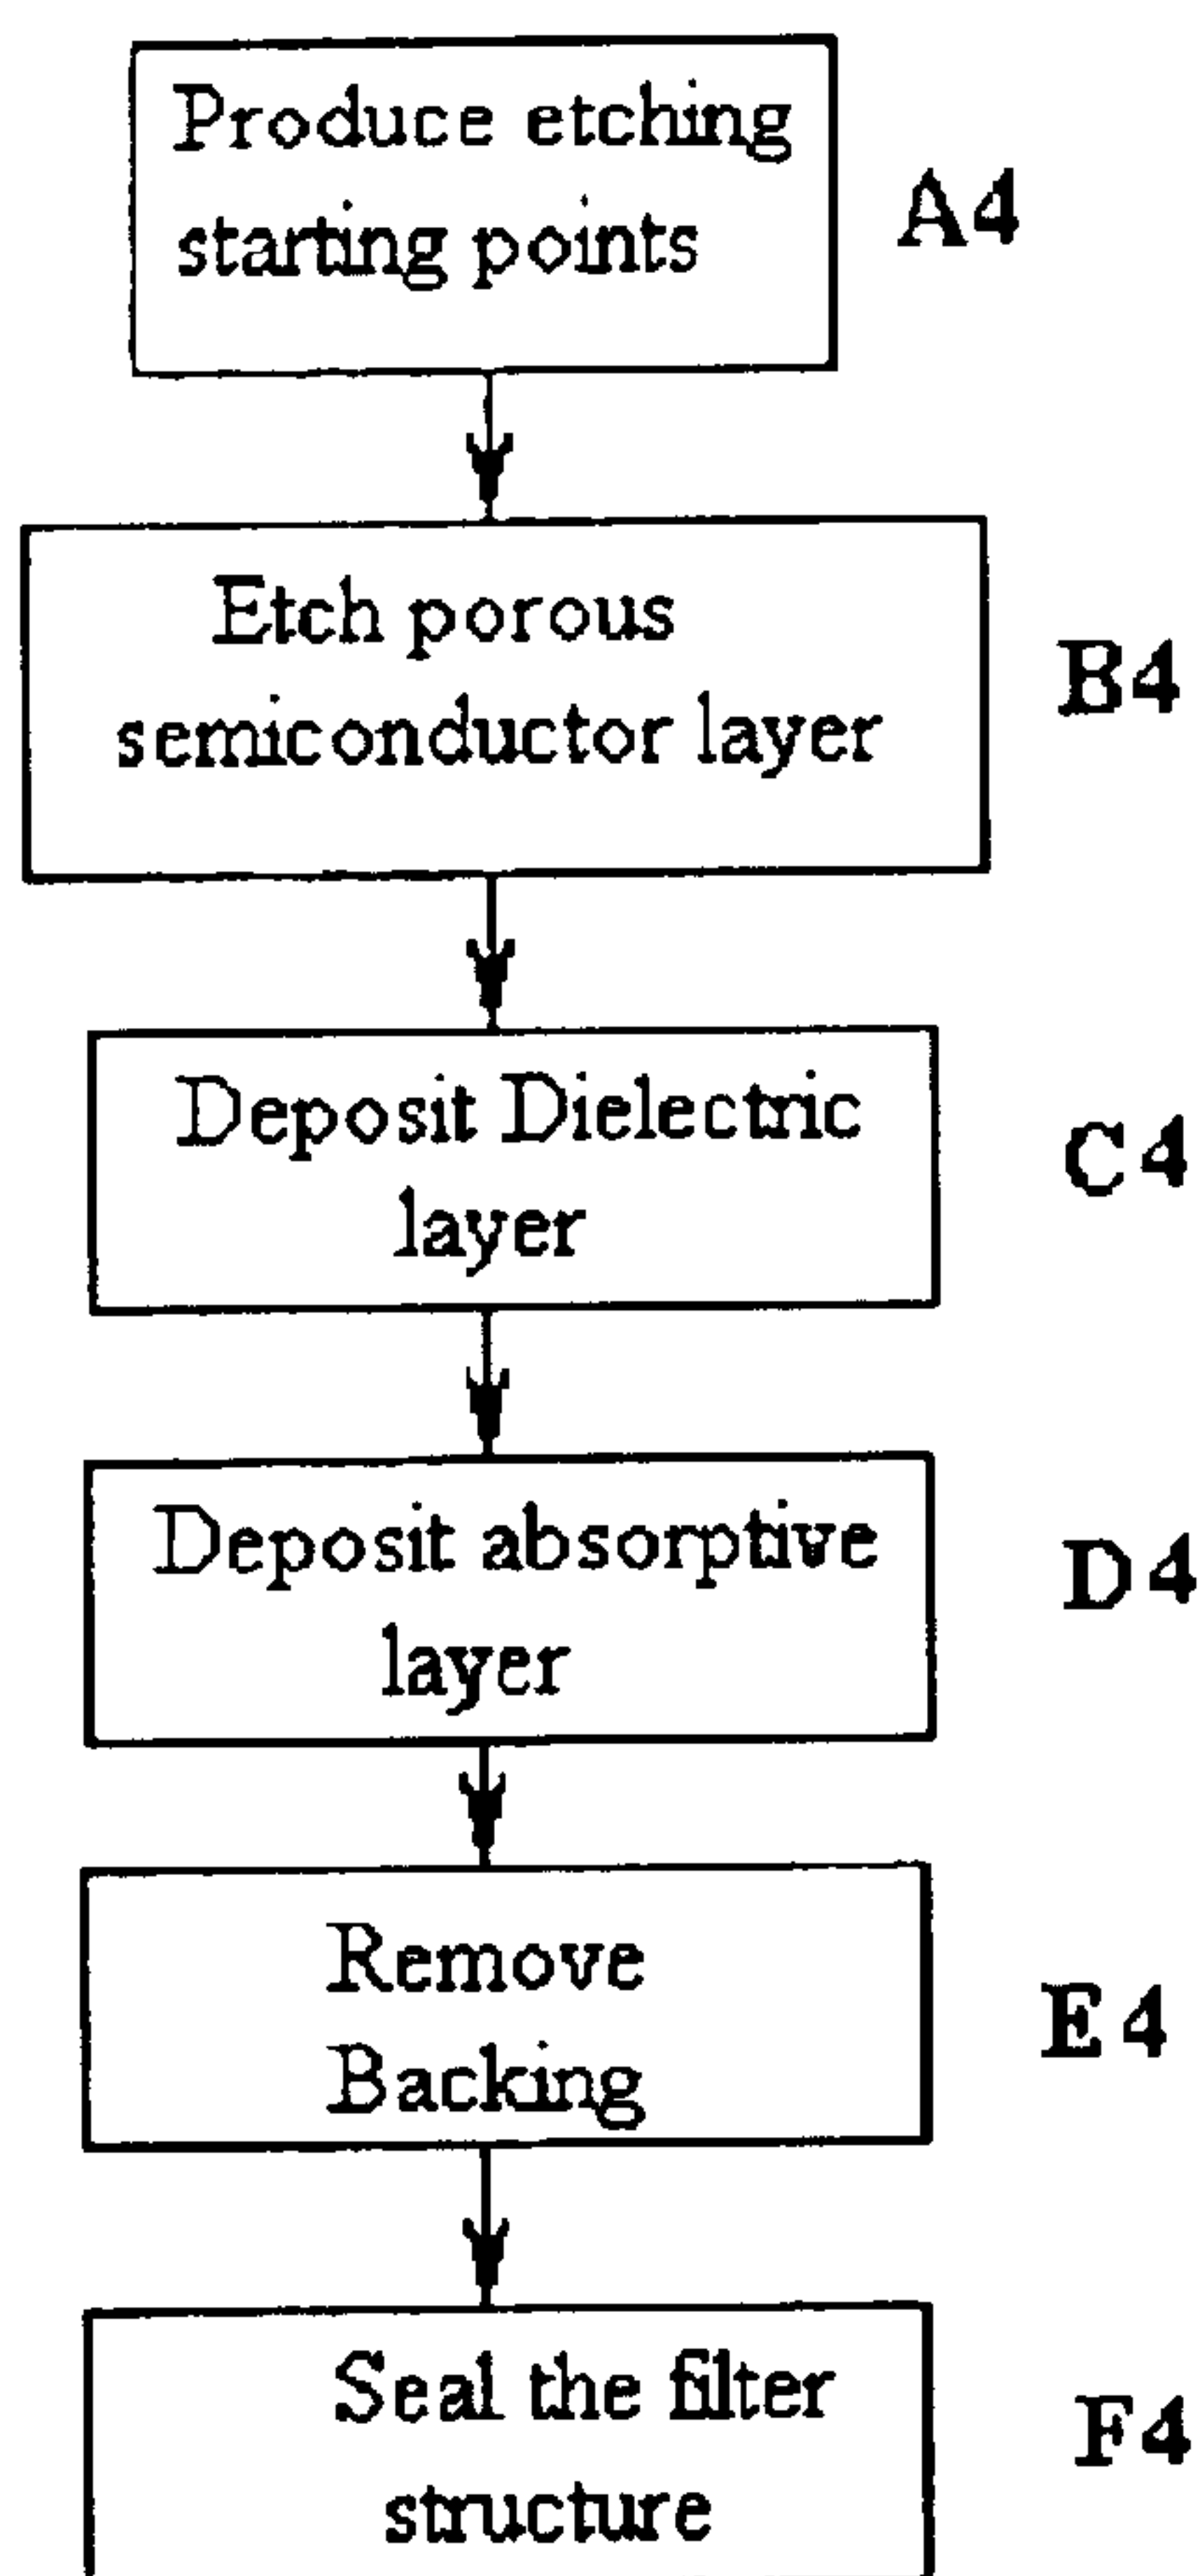 Produce etching
starting points
A4
Etch porous
semiconductor layer
B4
Deposit Dielectric
layer
C4
Deposit absorptive
layer
D4
Remove
Backing
E4
Seal the filter
structure
F4